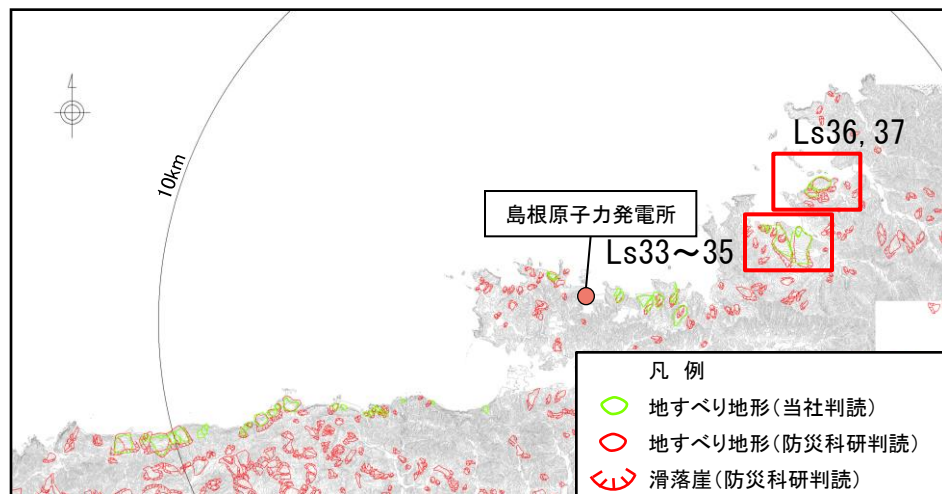 10km
Ls36, 37
島根原子力発電所
Ls33～35
凡 例
地すべり地形(当社判読)
地すべり地形(防災科研判読)
滑落崖(防災科研判読)